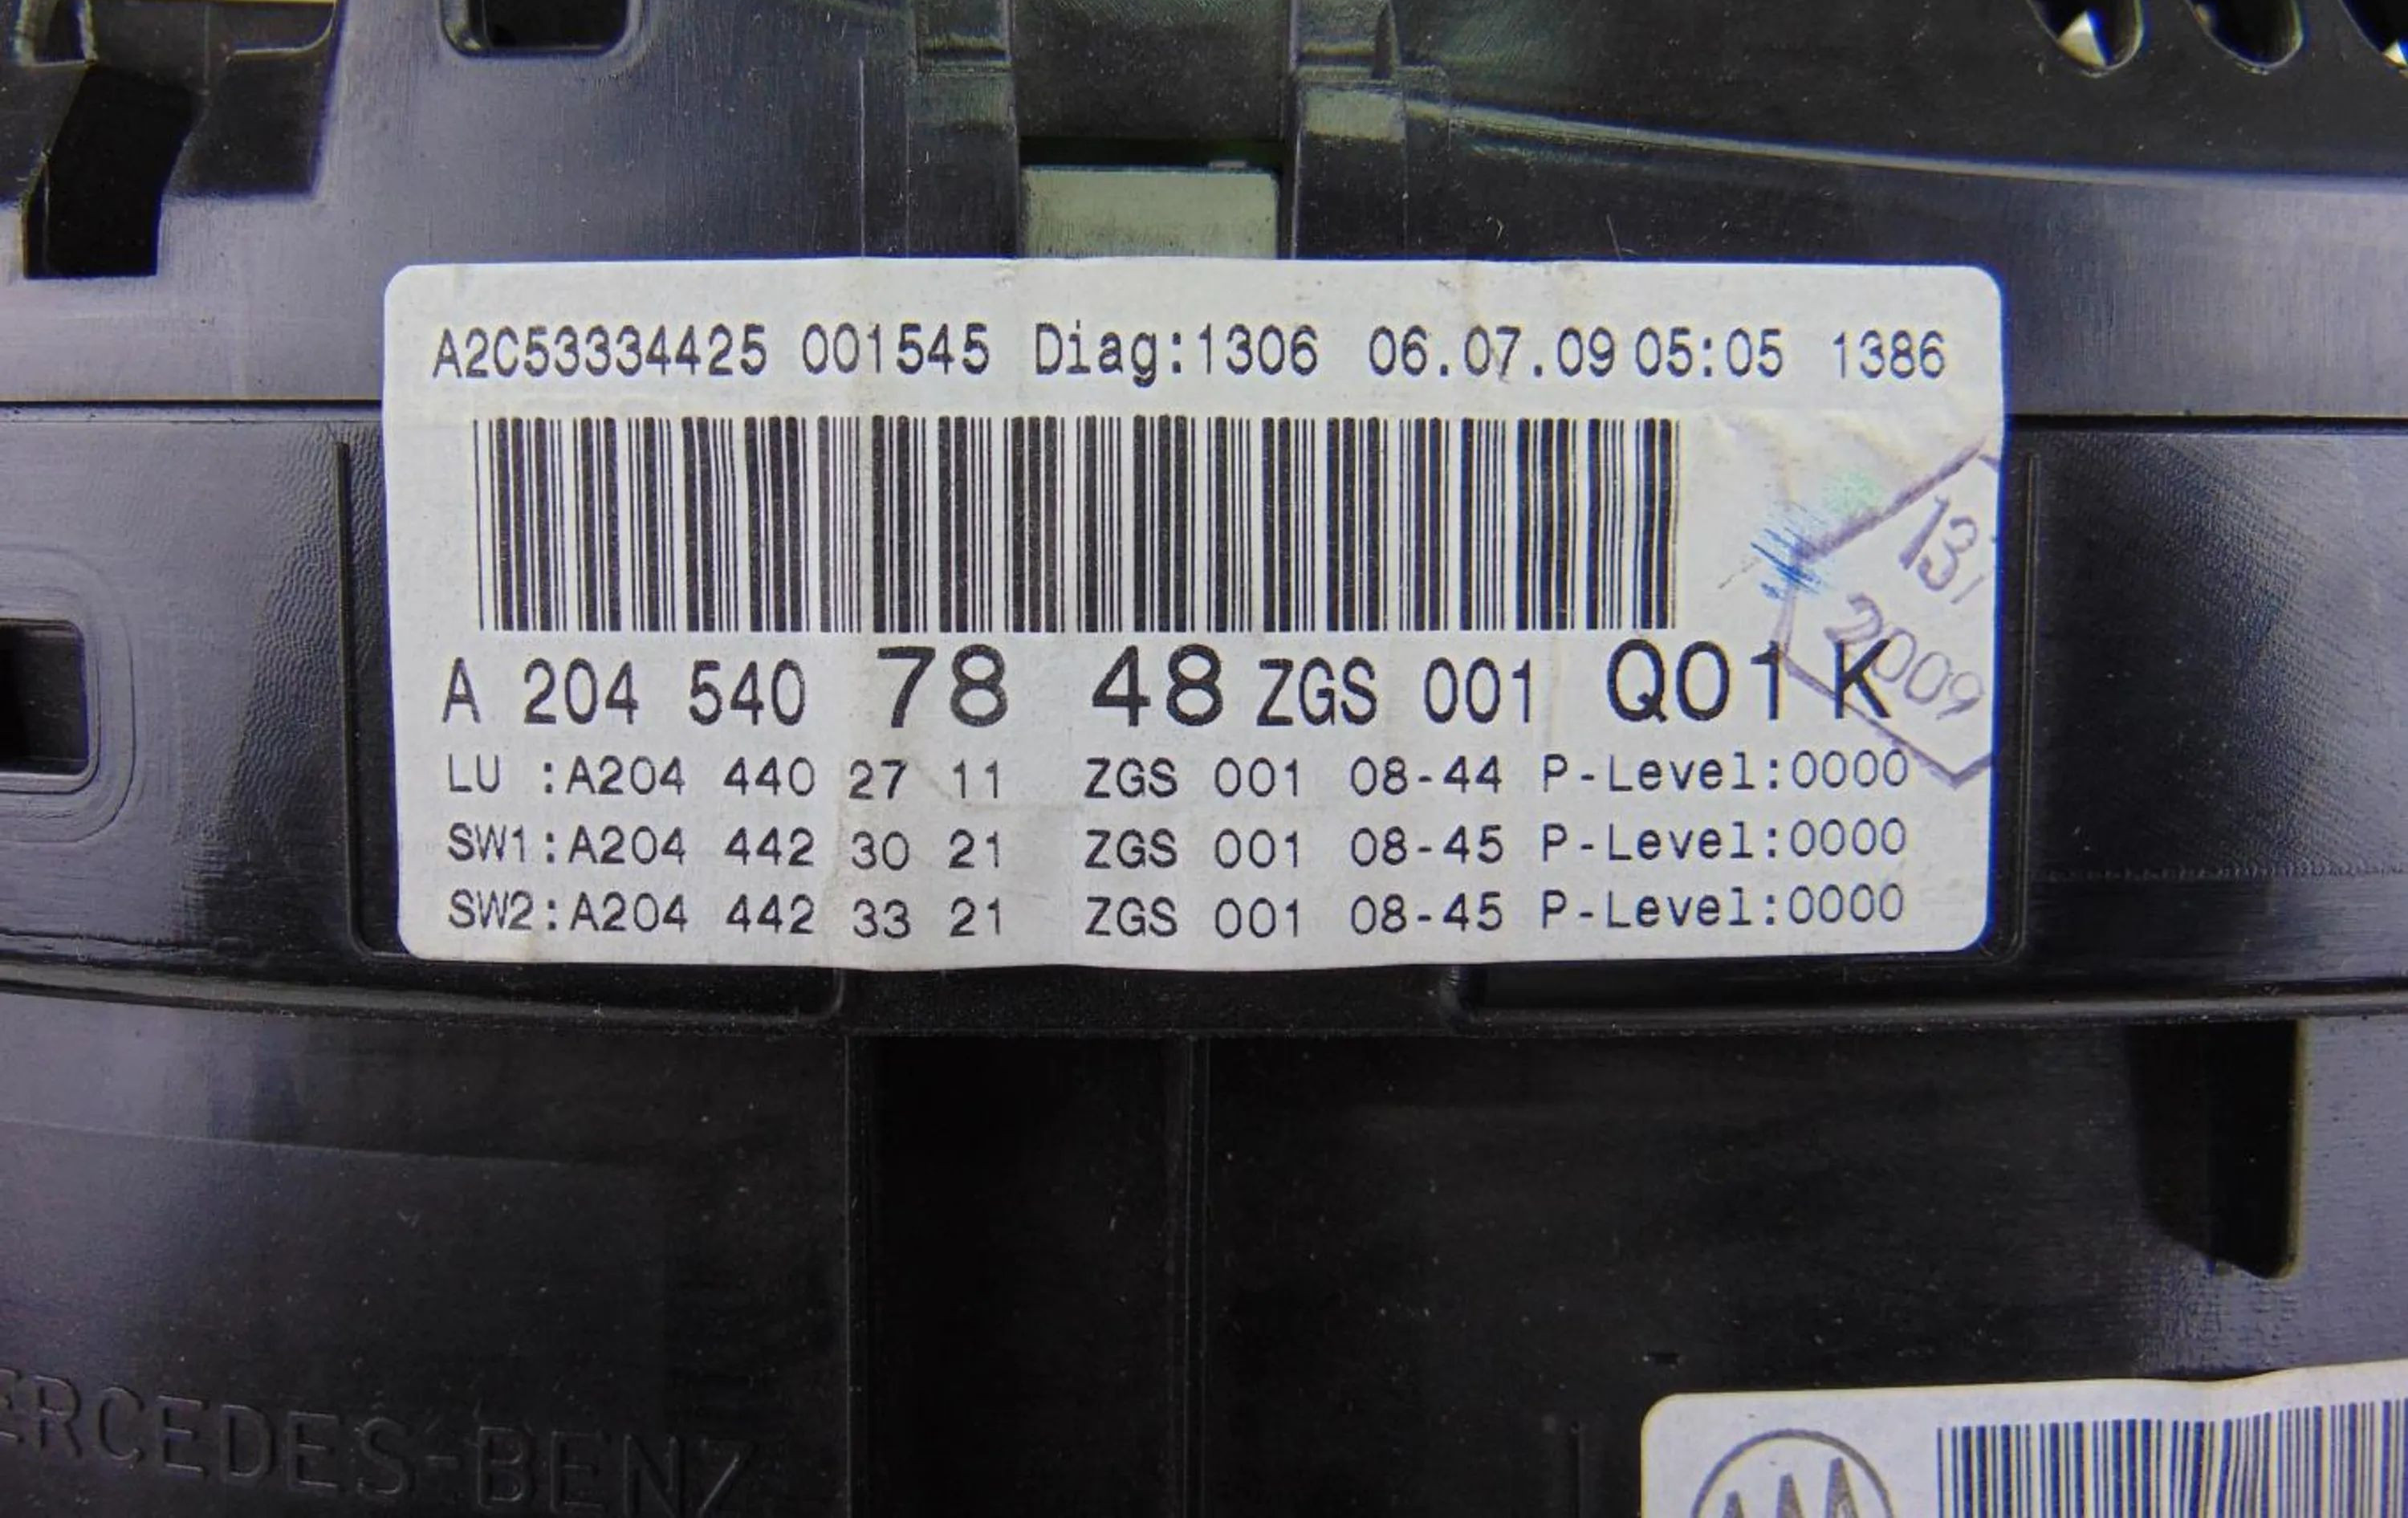 A2C53334425 001545 Diag:1306 06.07.09 05:05 1386
A 204 540 78 48 ZGS 001 Q01 K
LU :A204 440 27 11 ZGS 001 08-44 P-Level:0000
SW1:A204 442 30 21 ZGS 001 08-45 P-Level:0000
SW2:A204 442 33 21 ZGS 001 08-45 P-Level:0000
2009
ERCEDES-BENZ